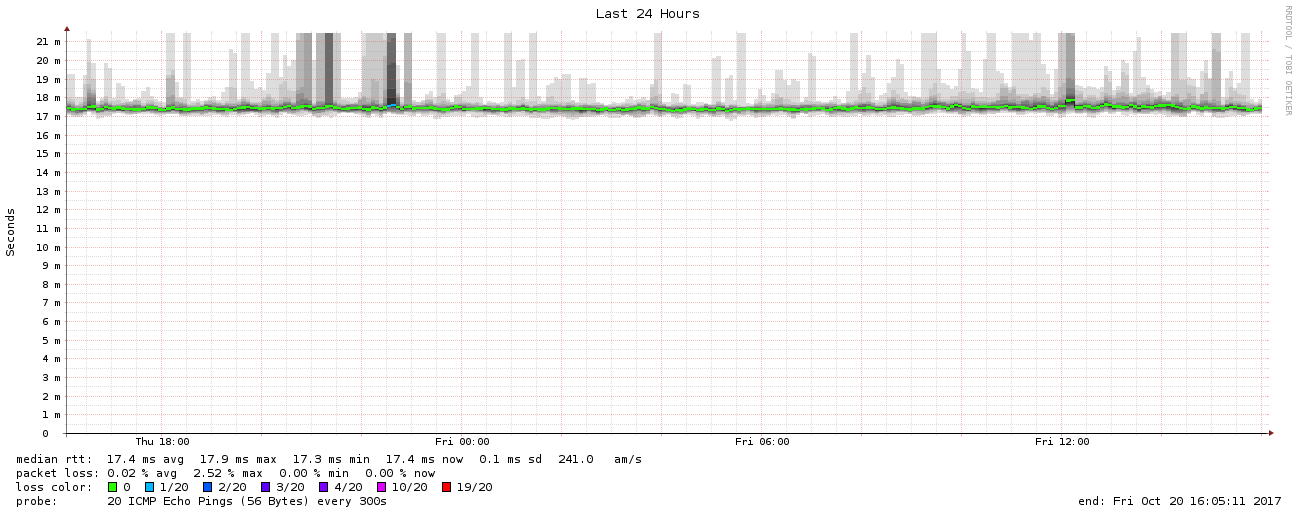 Last 24 Hours
RRDTOOL / TOBI OETIKER
Seconds
21 m
20 m
19 m
18 m
17 m
16 m
15 m
14 m
13 m
12 m
11 m
10 m
9 m
8 m
7 m
6 m
5 m
4 m
3 m
2 m
1 m
0
Thu 18:00 Fri 00:00 Fri 06:00 Fri 12:00
median rtt: 17.4 ms avg 17.9 ms max 17.3 ms min 17.4 ms now 0.1 ms sd 241.0 am/s
packet loss: 0.02 % avg 2.52 % max 0.00 % min 0.00 % now
loss color: 0 1/20 2/20 3/20 4/20 10/20 19/20
probe: 20 ICMP Echo Pings (56 Bytes) every 300s end: Fri Oct 20 16:05:11 2017